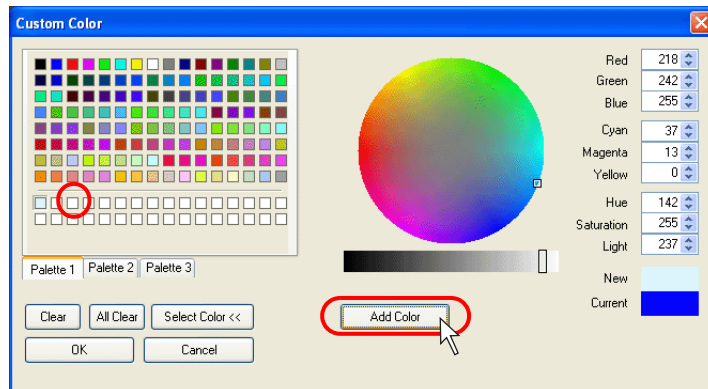 Custom Color
Red 218
Green 242
Blue 255
Cyan 37
Magenta 13
Yellow 0
Hue 142
Saturation 255
Light 237
New
Current
Palette 1 Palette 2 Palette 3
Clear All Clear Select Color << Add Color
OK Cancel